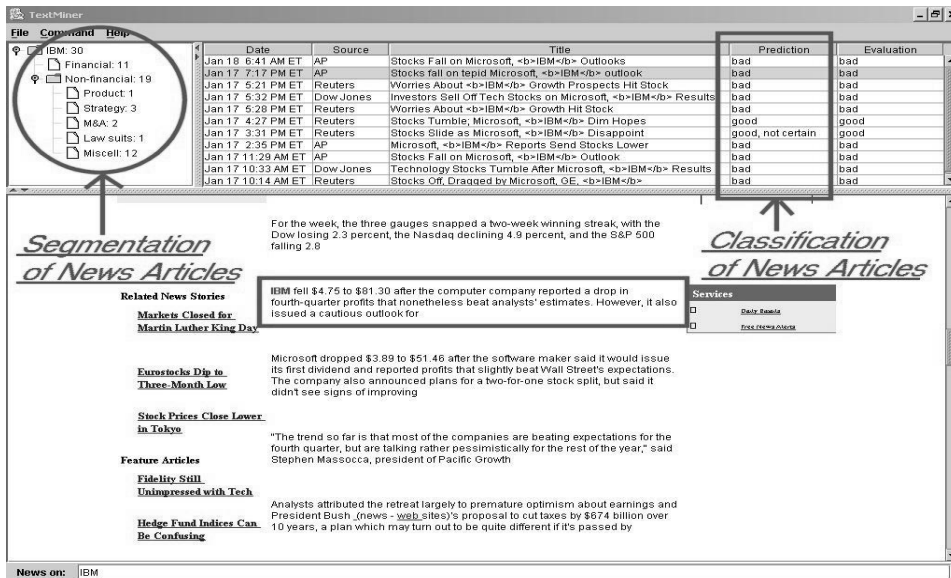 TextMiner
File Command Help
IBM: 30
Financial: 11
Non-financial: 19
Product: 1
Strategy: 3
M&A: 2
Law suits: 1
Miscell: 12
Date Source Title Prediction Evaluation
Jan 18 6:41 AM ET AP Stocks Fall on Microsoft, <b>IBM</b> Outlooks bad bad
Jan 17 7:17 PM ET AP Stocks fall on tepid Microsoft, <b>IBM</b> outlook bad bad
Jan 17 5:21 PM ET Reuters Worries About <b>IBM</b> Growth Prospects Hit Stock bad bad
Jan 17 5:32 PM ET Dow Jones Investors Sell Off Tech Stocks on Microsoft, <b>IBM</b> Results bad bad
Jan 17 5:28 PM ET Reuters Worries About <b>IBM</b> Growth Hit Stock bad bad
Jan 17 4:27 PM ET Reuters Stocks Tumble; Microsoft, <b>IBM</b> Dim Hopes good good
Jan 17 3:31 PM ET Reuters Stocks Slide as Microsoft, <b>IBM</b> Disappoint good, not certain good
Jan 17 2:35 PM ET AP Microsoft, <b>IBM</b> Reports Send Stocks Lower bad bad
Jan 17 11:29 AM ET AP Stocks Fall on Microsoft, <b>IBM</b> Outlook bad bad
Jan 17 10:33 AM ET Dow Jones Technology Stocks Tumble After Microsoft, <b>IBM</b> Results bad bad
Jan 17 10:14 AM ET Reuters Stocks Off, Dragged by Microsoft, GE, <b>IBM</b> bad bad
Segmentation
of News Articles
Classification
of News Articles
For the week, the three gauges snapped a two-week winning streak, with the
Dow losing 2.3 percent, the Nasdaq declining 4.9 percent, and the S&P 500
falling 2.8
IBM fell $4.75 to $81.30 after the computer company reported a drop in
fourth-quarter profits that nonetheless beat analysts' estimates. However, it also
issued a cautious outlook for
Services
Daily Emails
Free News Alerts
Related News Stories
Markets Closed for
Martin Luther King Day
Microsoft dropped $3.89 to $51.46 after the software maker said it would issue
its first dividend and reported profits that slightly beat Wall Street's expectations.
The company also announced plans for a two-for-one stock split, but said it
didn't see signs of improving
Eurostocks Dip to
Three-Month Low
Stock Prices Close Lower
in Tokyo
"The trend so far is that most of the companies are beating expectations for the
fourth quarter, but are talking rather pessimistically for the rest of the year," said
Stephen Massocca, president of Pacific Growth
Feature Articles
Fidelity Still
Unimpressed with Tech
Hedge Fund Indices Can
Be Confusing
Analysts attributed the retreat largely to premature optimism about earnings and
President Bush (news - web sites)'s proposal to cut taxes by $674 billion over
10 years, a plan which may turn out to be quite different if it's passed by
News on: IBM